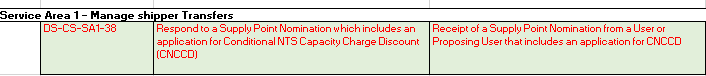 Service Area 1 - Manage shipper Transfers
DS-CS-SA1-38
Respond to a Supply Point Nomination which includes an
application for Conditional NTS Capacity Charge Discount
(CNCCD)
Receipt of a Supply Point Nomination from a User or
Proposing User that includes an application for CNCCD